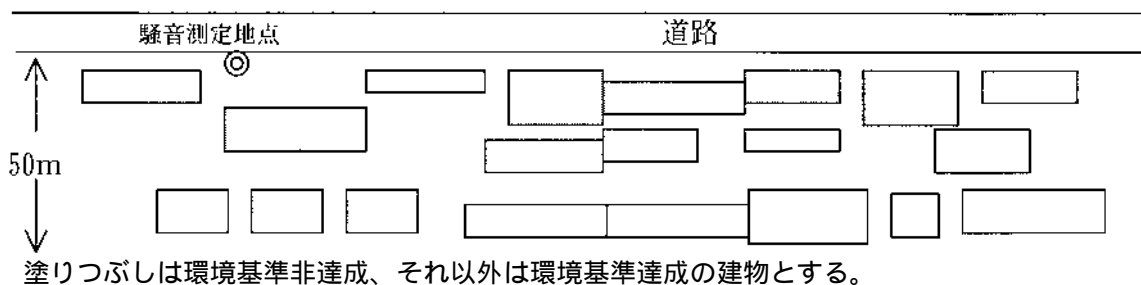 騒音測定地点
道路
50m
塗りつぶしは環境基準非達成、それ以外は環境基準達成の建物とする。